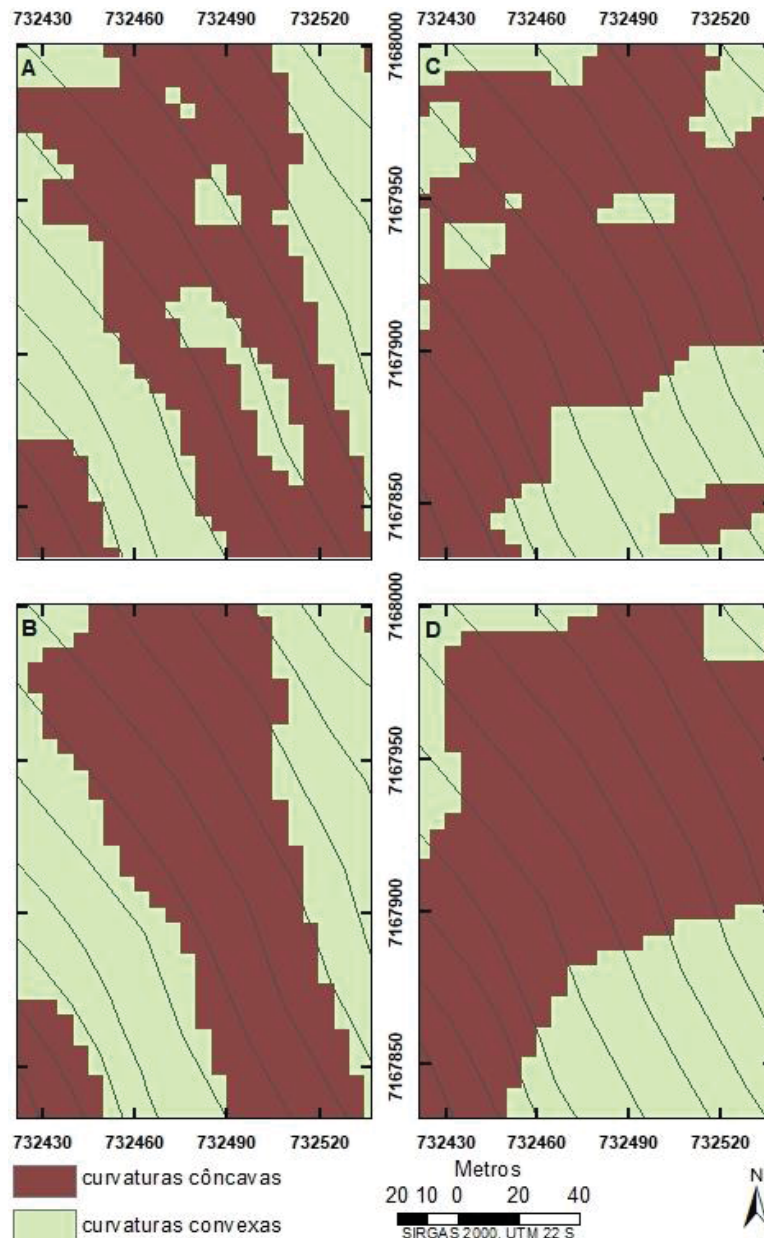 732430 732460 732490 732520 732430 732460 732490 732520
A
C
7168000
7167950
7167900
7167850
B
D
7168000
7167950
7167900
7167850
732430 732460 732490 732520 732430 732460 732490 732520
curvaturas côncavas
curvaturas convexas
Metros
20 10 0 20 40
SIRGAS 2000, UTM 22 S
N